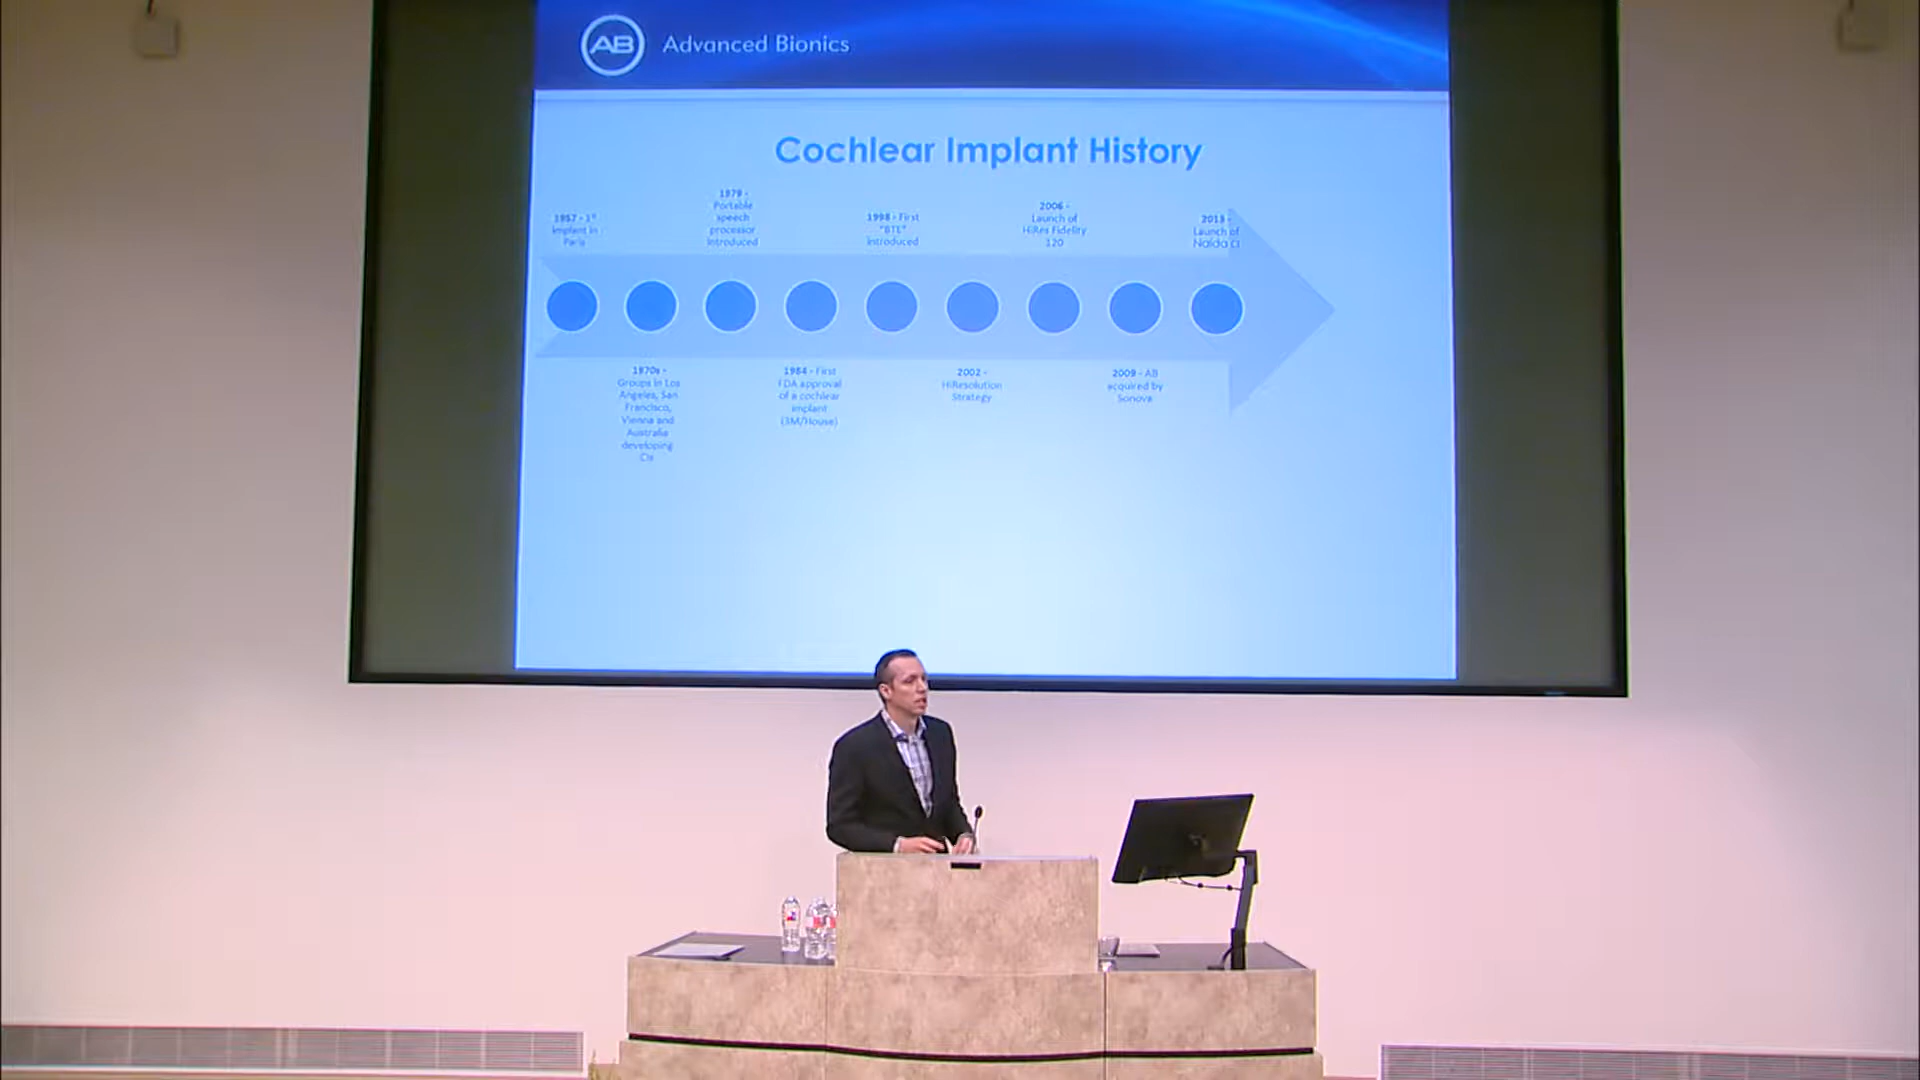 AB Advanced Bionics
Cochlear Implant History
1957 - 1st
Implant in
Paris
1970s -
Groups in Los
Angeles, San
Francisco,
Vienna and
Australia
developing
CIs
1979 -
Portable
speech
processor
introduced
1984 - First
FDA approval
of a cochlear
implant
(3M/House)
1998 - First
"BTE"
introduced
2002 -
HiResolution
Strategy
2006 -
Launch of
HiRes Fidelity
120
2009 - AB
acquired by
Sonova
2013 -
Launch of
Naída CI